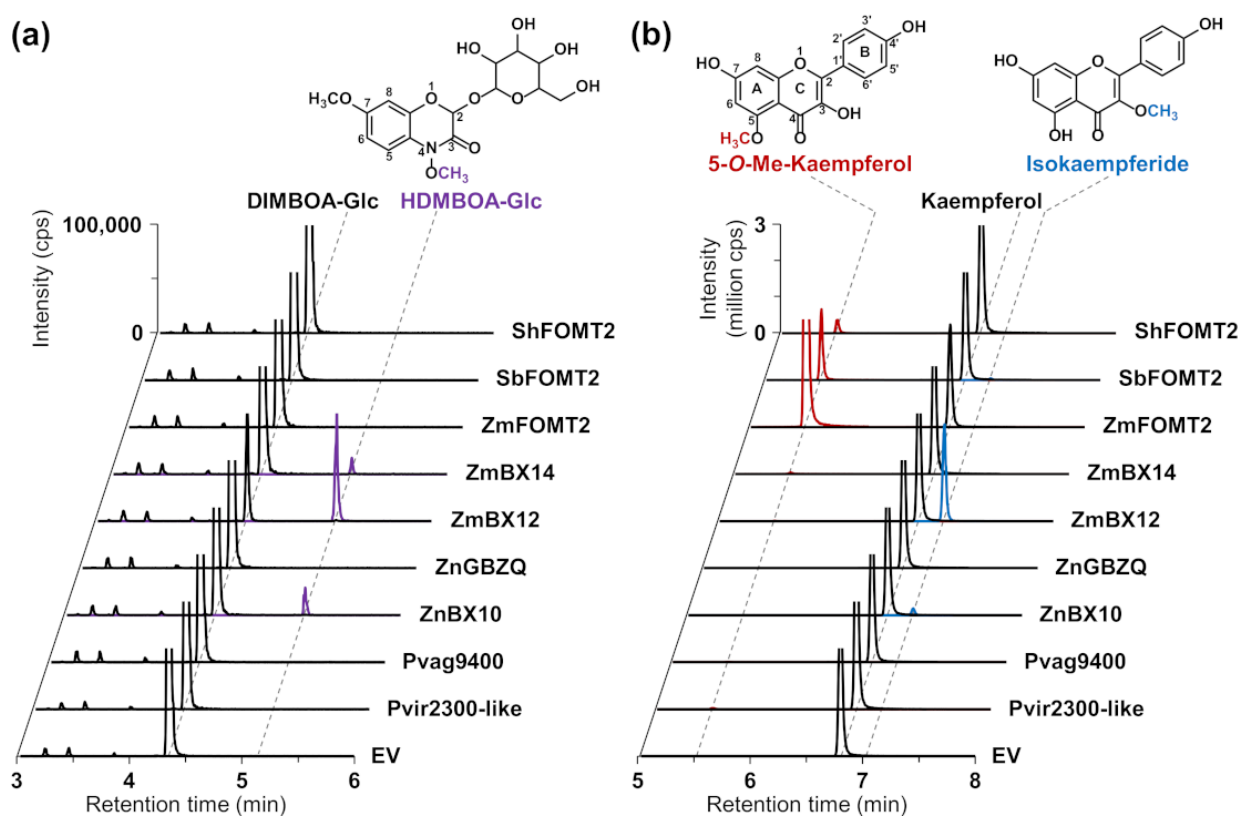 (a)
OH
HO
OH
O
OH
O
H₃CO
7
8
O
1
2
6
5
N
4
3
O
OCH₃
DIMBOA-Glc
HDMBOA-Glc
Intensity (cps)
100,000
0
ShFOMT2
SbFOMT2
ZmFOMT2
ZmBX14
ZmBX12
ZnGBZQ
ZnBX10
Pvag9400
Pvir2300-like
EV
3
4
5
6
Retention time (min)
(b)
HO
7
8
O
1
2
1'
2'
3'
4'
OH
B
5'
6'
A
C
6
5
4
3
OH
H₃CO
O
5-O-Me-Kaempferol
HO
O
OH
OH
O
OCH₃
Isokaempferide
Kaempferol
Intensity
(million cps)
3
0
ShFOMT2
SbFOMT2
ZmFOMT2
ZmBX14
ZmBX12
ZnGBZQ
ZnBX10
Pvag9400
Pvir2300-like
EV
5
6
7
8
Retention time (min)